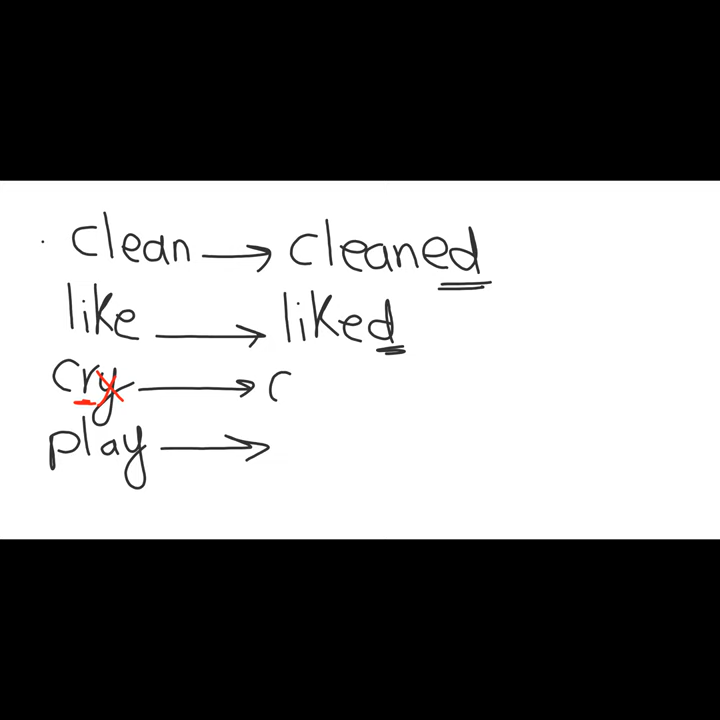 clean → cleaned
like → liked
cry → c
play →